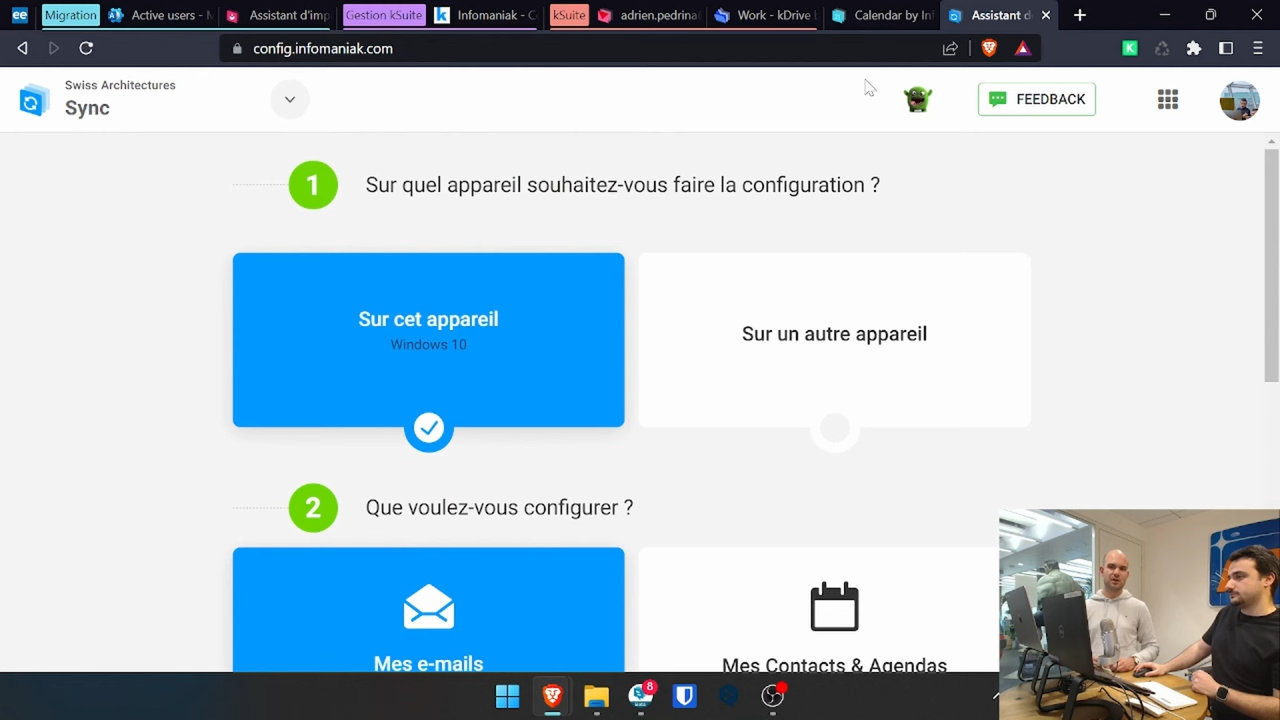 ee
Migration
Active users - M
Assistant d'imp
Gestion kSuite
k
Infomaniak - C
kSuite
adrien.pedrina
Work - kDrive b
Calendar by Inf
Assistant d
config.infomaniak.com
K
Swiss Architectures
Sync
FEEDBACK
1
Sur quel appareil souhaitez-vous faire la configuration ?
Sur cet appareil
Windows 10
Sur un autre appareil
2
Que voulez-vous configurer ?
Mes e-mails
Mes Contacts & Agendas
8